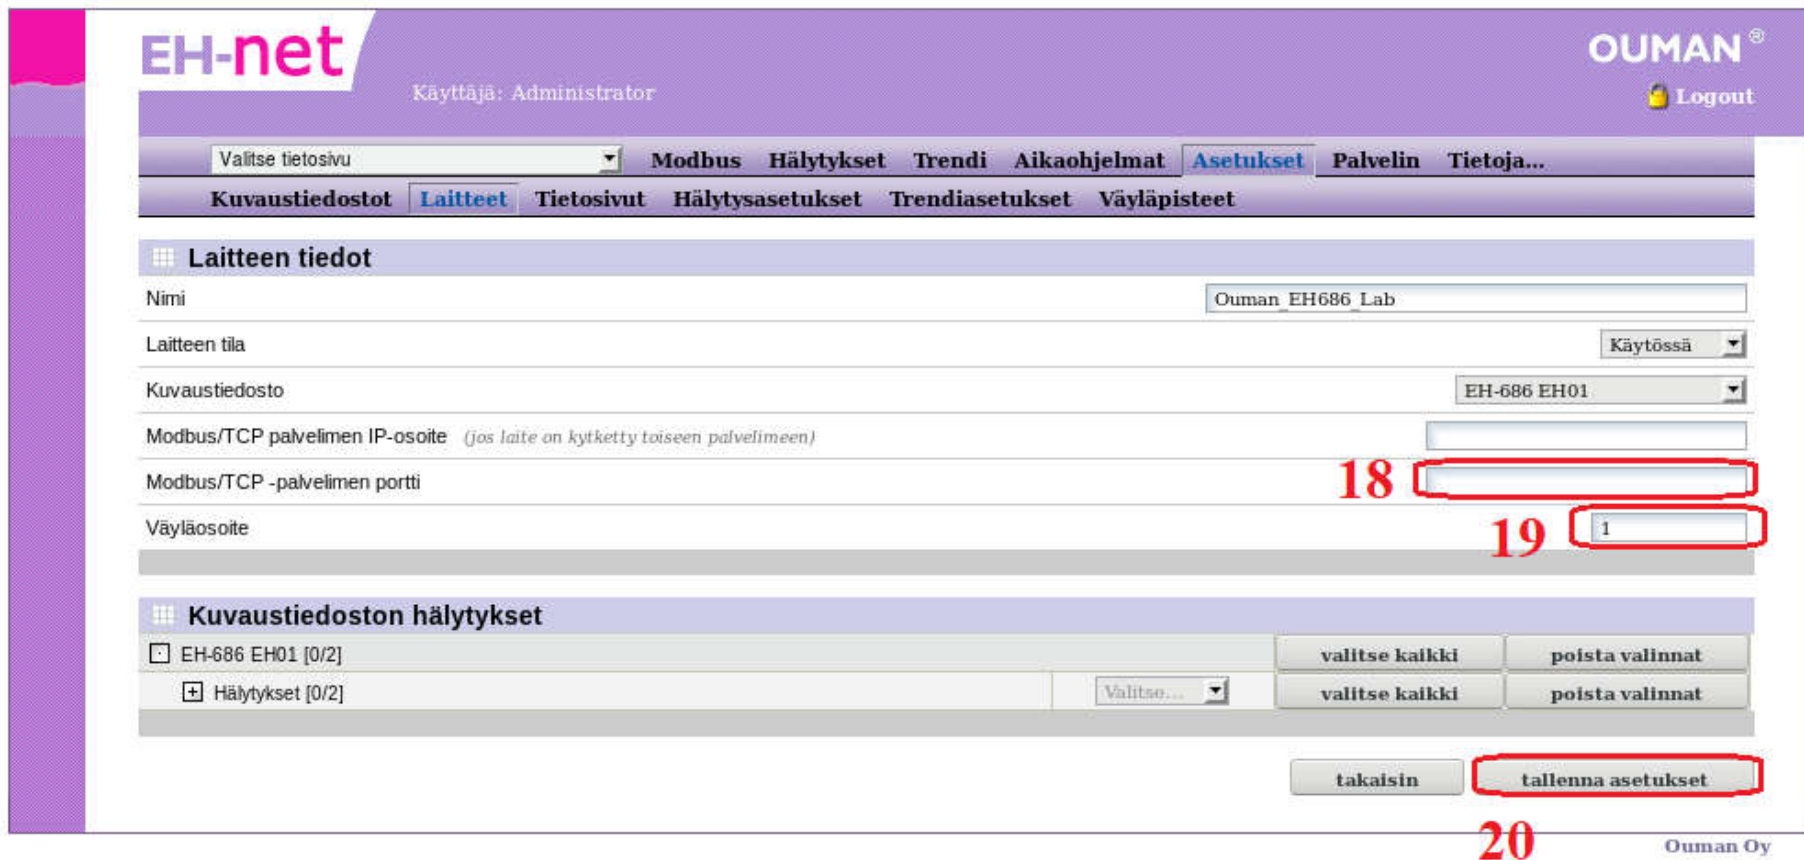 EH-net
OUMAN®
Käyttäjä: Administrator
Logout
Valitse tietosivu Modbus Hälytykset Trendi Aikaohjelmat Asetukset Palvelin Tietoja...
Kuvaustiedostot Laitteet Tietosivut Hälytysasetukset Trendiasetukset Väyläpisteet
Laitteen tiedot
Nimi Ouman_EH686_Lab
Laitteen tila Käytössä
Kuvaustiedosto EH-686 EH01
Modbus/TCP palvelimen IP-osoite (jos laite on kytketty toiseen palvelimeen)
Modbus/TCP -palvelimen portti 18
Väyläosoite 19 1
Kuvaustiedoston hälytykset
EH-686 EH01 [0/2] valitse kaikki poista valinnat
Hälytykset [0/2] Valitse... valitse kaikki poista valinnat
takaisin tallenna asetukset
20
Ouman Oy